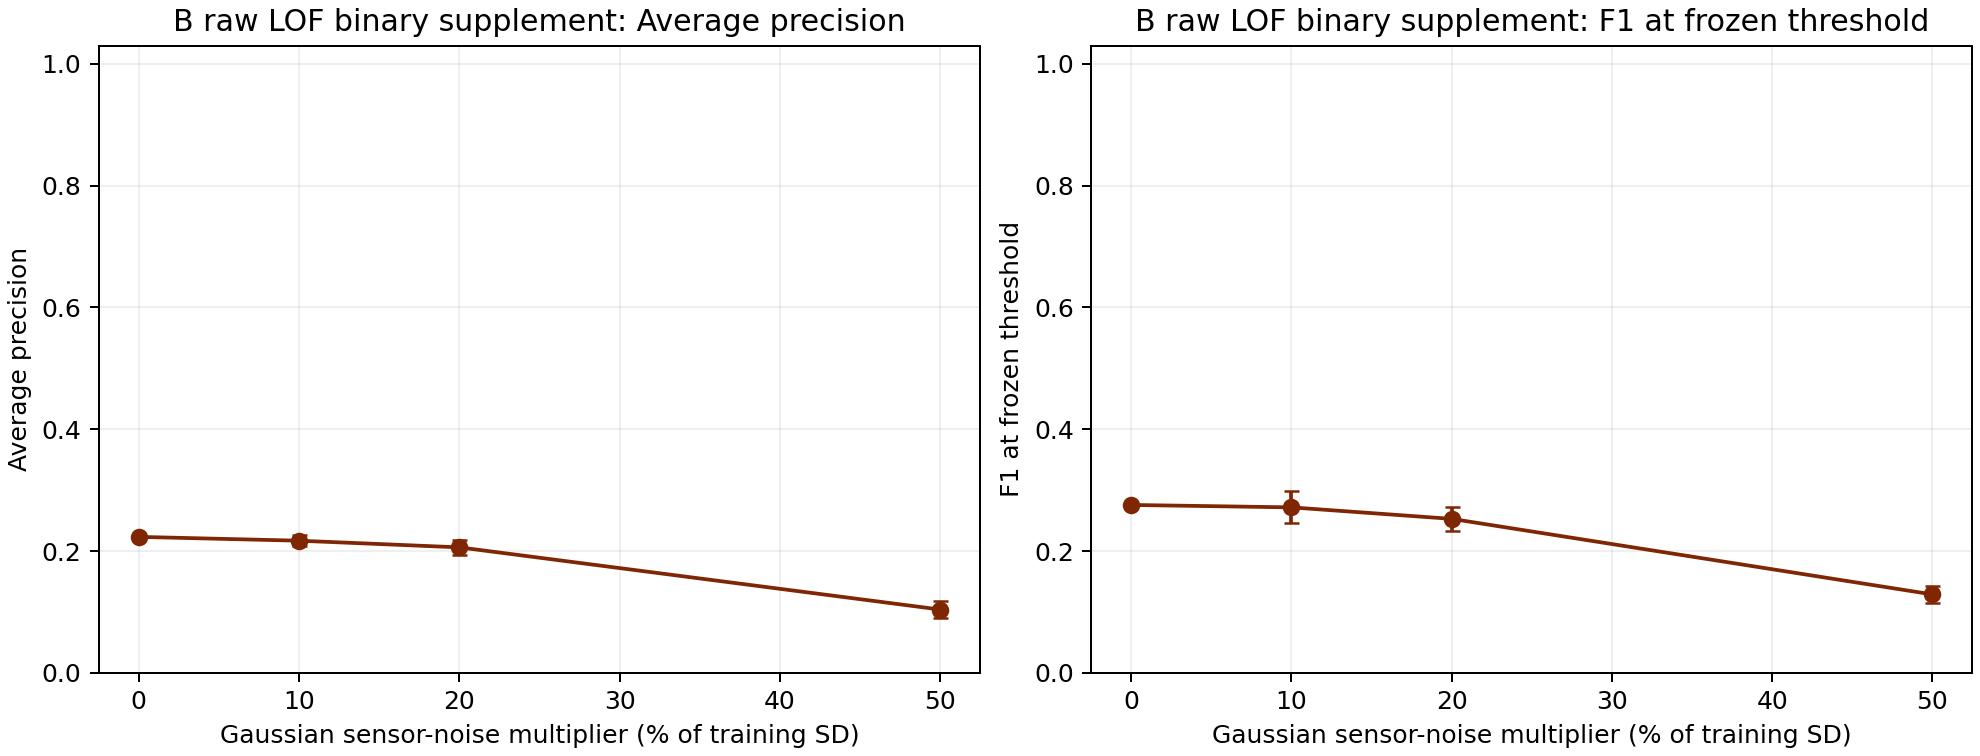 B raw LOF binary supplement: Average precision
1.0
0.8
0.6
0.4
0.2
0.0
Average precision
0 10 20 30 40 50
Gaussian sensor-noise multiplier (% of training SD)
B raw LOF binary supplement: F1 at frozen threshold
1.0
0.8
0.6
0.4
0.2
0.0
F1 at frozen threshold
0 10 20 30 40 50
Gaussian sensor-noise multiplier (% of training SD)